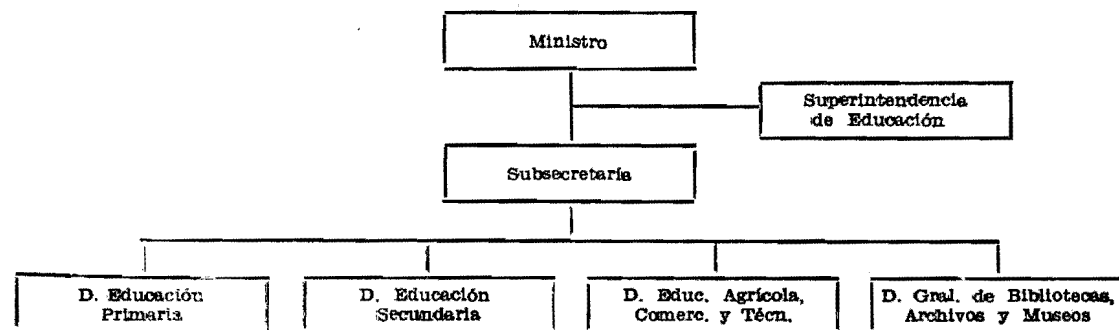 Ministro
Superintendencia
de Educación
Subsecretaría
D. Educación
Primaria
D. Educación
Secundaria
D. Educ. Agrícola,
Comerc. y Técn.
D. Gral. de Bibliotecas,
Archivos y Museos